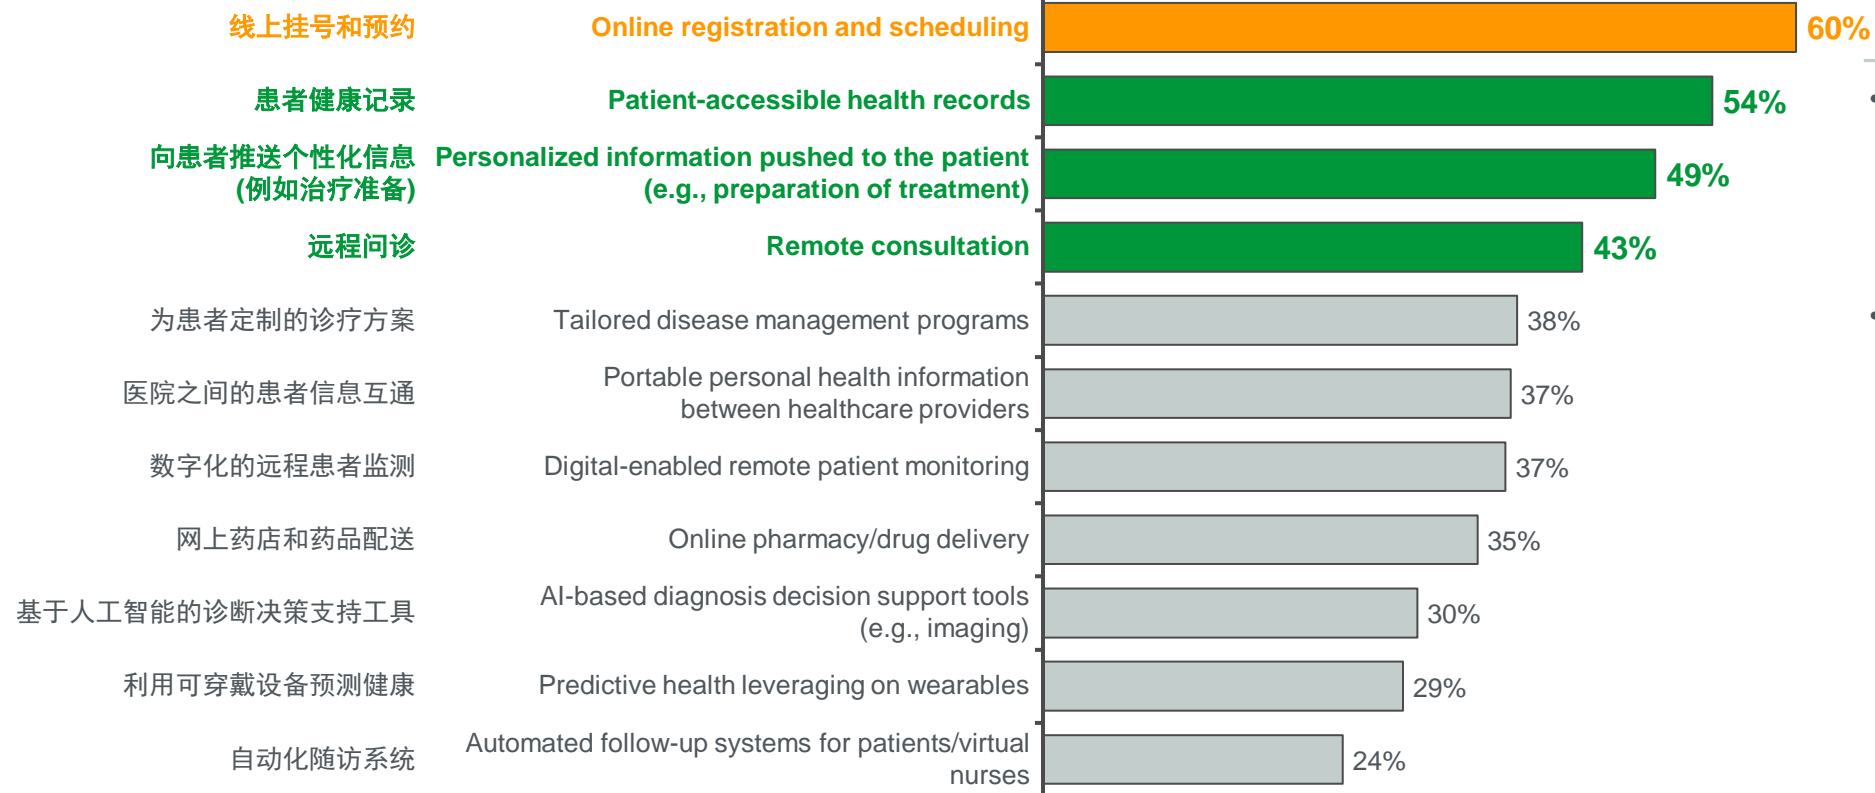 线上挂号和预约 Online registration and scheduling 60%
患者健康记录 Patient-accessible health records 54%
向患者推送个性化信息 Personalized information pushed to the patient
(例如治疗准备) (e.g., preparation of treatment) 49%
远程问诊 Remote consultation 43%
为患者定制的诊疗方案 Tailored disease management programs 38%
医院之间的患者信息互通 Portable personal health information
between healthcare providers 37%
数字化的远程患者监测 Digital-enabled remote patient monitoring 37%
网上药店和药品配送 Online pharmacy/drug delivery 35%
基于人工智能的诊断决策支持工具 AI-based diagnosis decision support tools
(e.g., imaging) 30%
利用可穿戴设备预测健康 Predictive health leveraging on wearables 29%
自动化随访系统 Automated follow-up systems for patients/virtual
nurses 24%